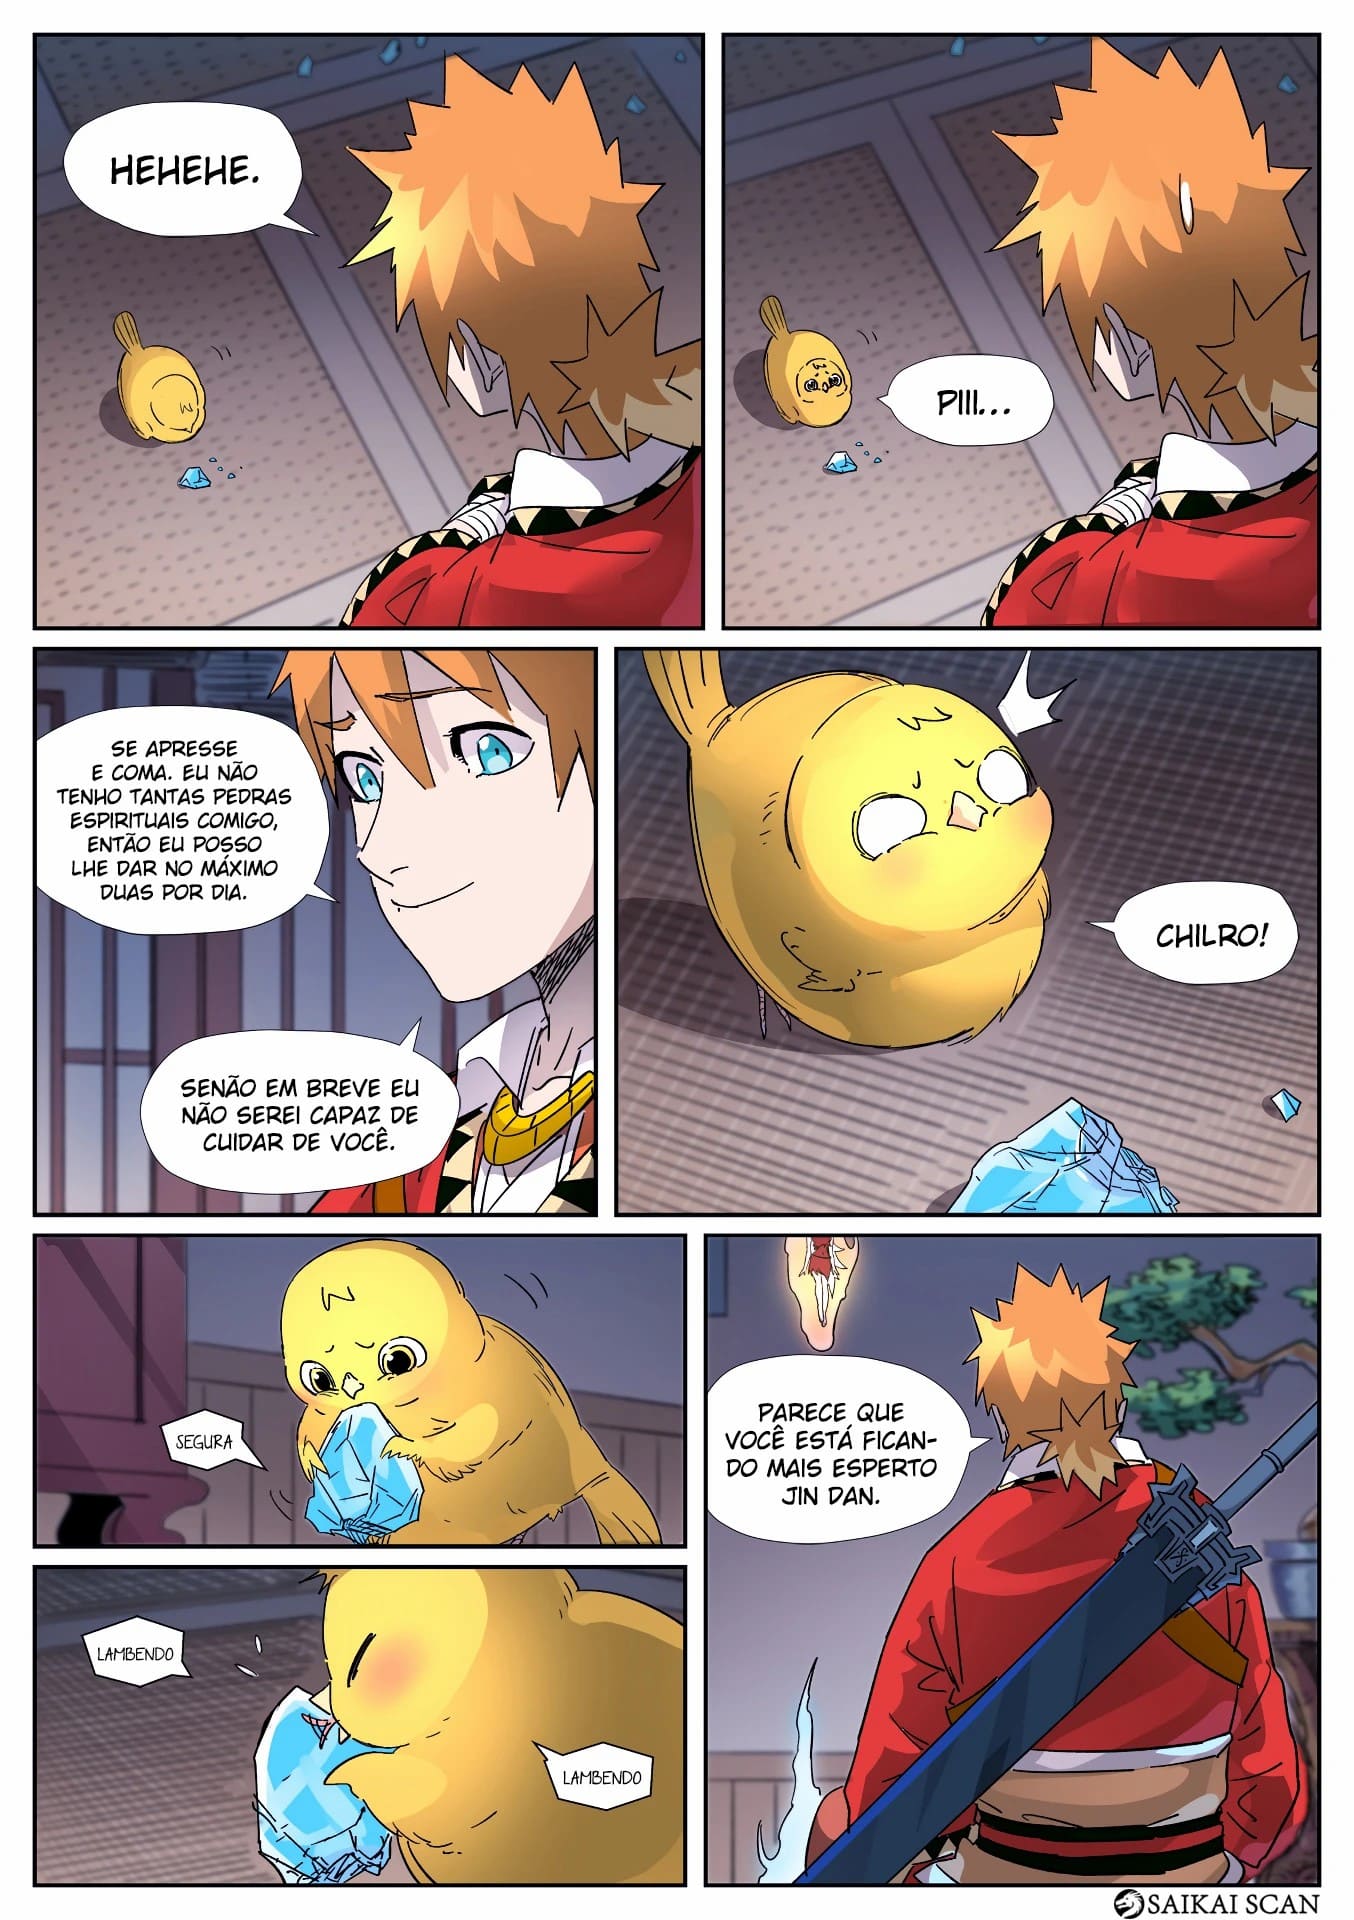 HEHEHE.
PIII...
SE APRESSE
E COMA. EU NÃO
TENHO TANTAS PEDRAS
ESPIRITUAIS COMIGO,
ENTÃO EU POSSO
LHE DAR NO MÁXIMO
DUAS POR DIA.
SENÃO EM BREVE EU
NÃO SEREI CAPAZ DE
CUIDAR DE VOCÊ.
CHILRO!
SEGURA
LAMBENDO
LAMBENDO
PARECE QUE
VOCÊ ESTÁ FICAN-
DO MAIS ESPERTO
JIN DAN.
SAIKAI SCAN